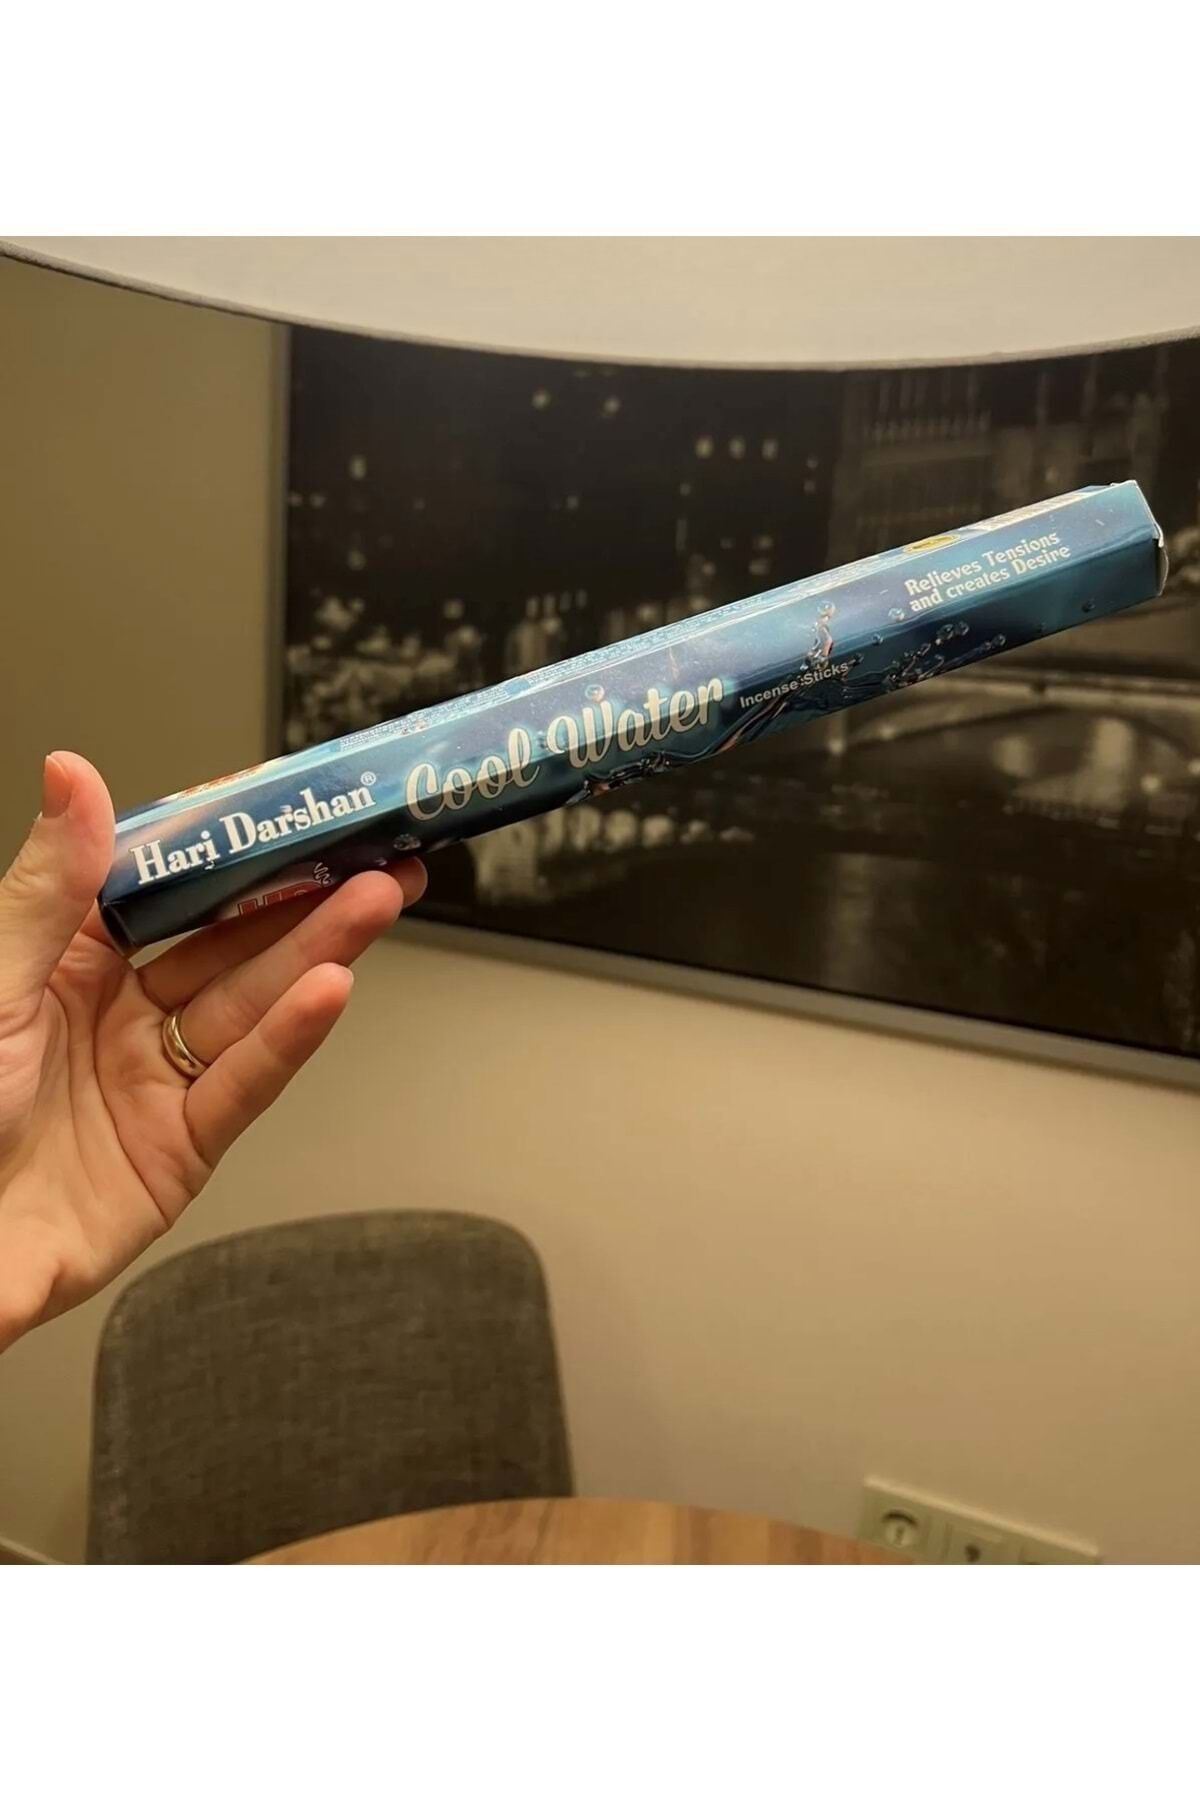 Hari Darshan®
Cool Water
Incense Sticks
Relieves Tensions
and creates Desire